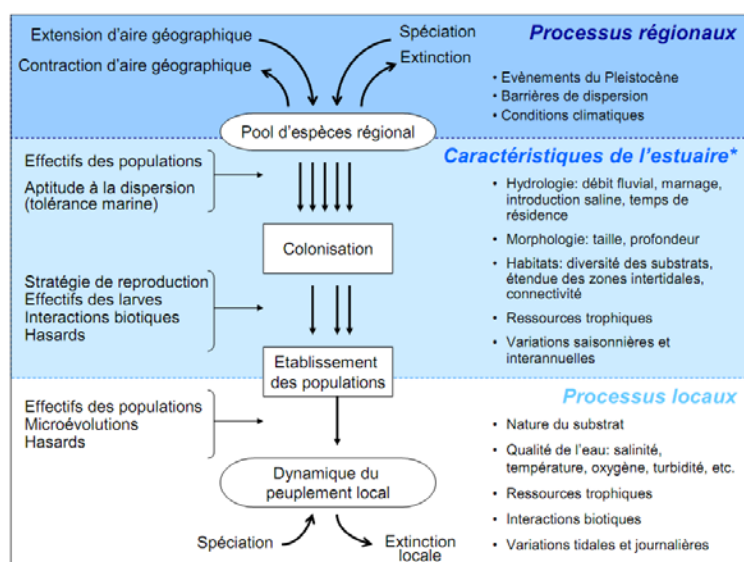 Extension d'aire géographique
Contraction d'aire géographique
Spéciation
Extinction
Pool d'espèces régional
Processus régionaux
• Evènements du Pleistocène
• Barrières de dispersion
• Conditions climatiques
Effectifs des populations
Aptitude à la dispersion
(tolérance marine)
Colonisation
Stratégie de reproduction
Effectifs des larves
Interactions biotiques
Hasards
Etablissement
des populations
Caractéristiques de l'estuaire*
• Hydrologie: débit fluvial, marnage,
introduction saline, temps de
résidence
• Morphologie: taille, profondeur
• Habitats: diversité des substrats,
étendue des zones intertidales,
connectivité
• Ressources trophiques
• Variations saisonnières et
interannuelles
Effectifs des populations
Microévolutions
Hasards
Dynamique du
peuplement local
Spéciation
Extinction
locale
Processus locaux
• Nature du substrat
• Qualité de l'eau: salinité,
température, oxygène, turbidité, etc.
• Ressources trophiques
• Interactions biotiques
• Variations tidales et journalières